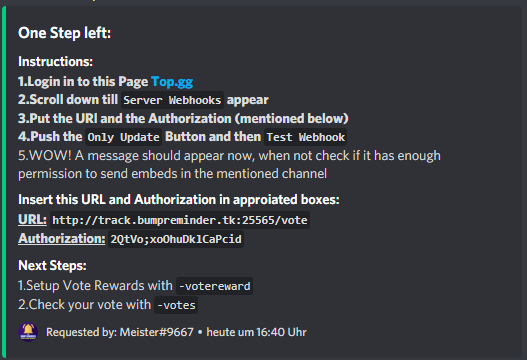 One Step left:
Instructions:
1.Login in to this Page Top.gg
2.Scroll down till Server Webhooks appear
3.Put the URl and the Authorization (mentioned below)
4.Push the Only Update Button and then Test Webhook
5.WOW! A message should appear now, when not check if it has enough
permission to send embeds in the mentioned channel
Insert this URL and Authorization in approiated boxes:
URL: http://track.bumpreminder.tk:25565/vote
Authorization: 2QtVo;xoOhuDklCaPcid
Next Steps:
1.Setup Vote Rewards with -votereward
2.Check your vote with -votes
Requested by: Meister#9667 • heute um 16:40 Uhr